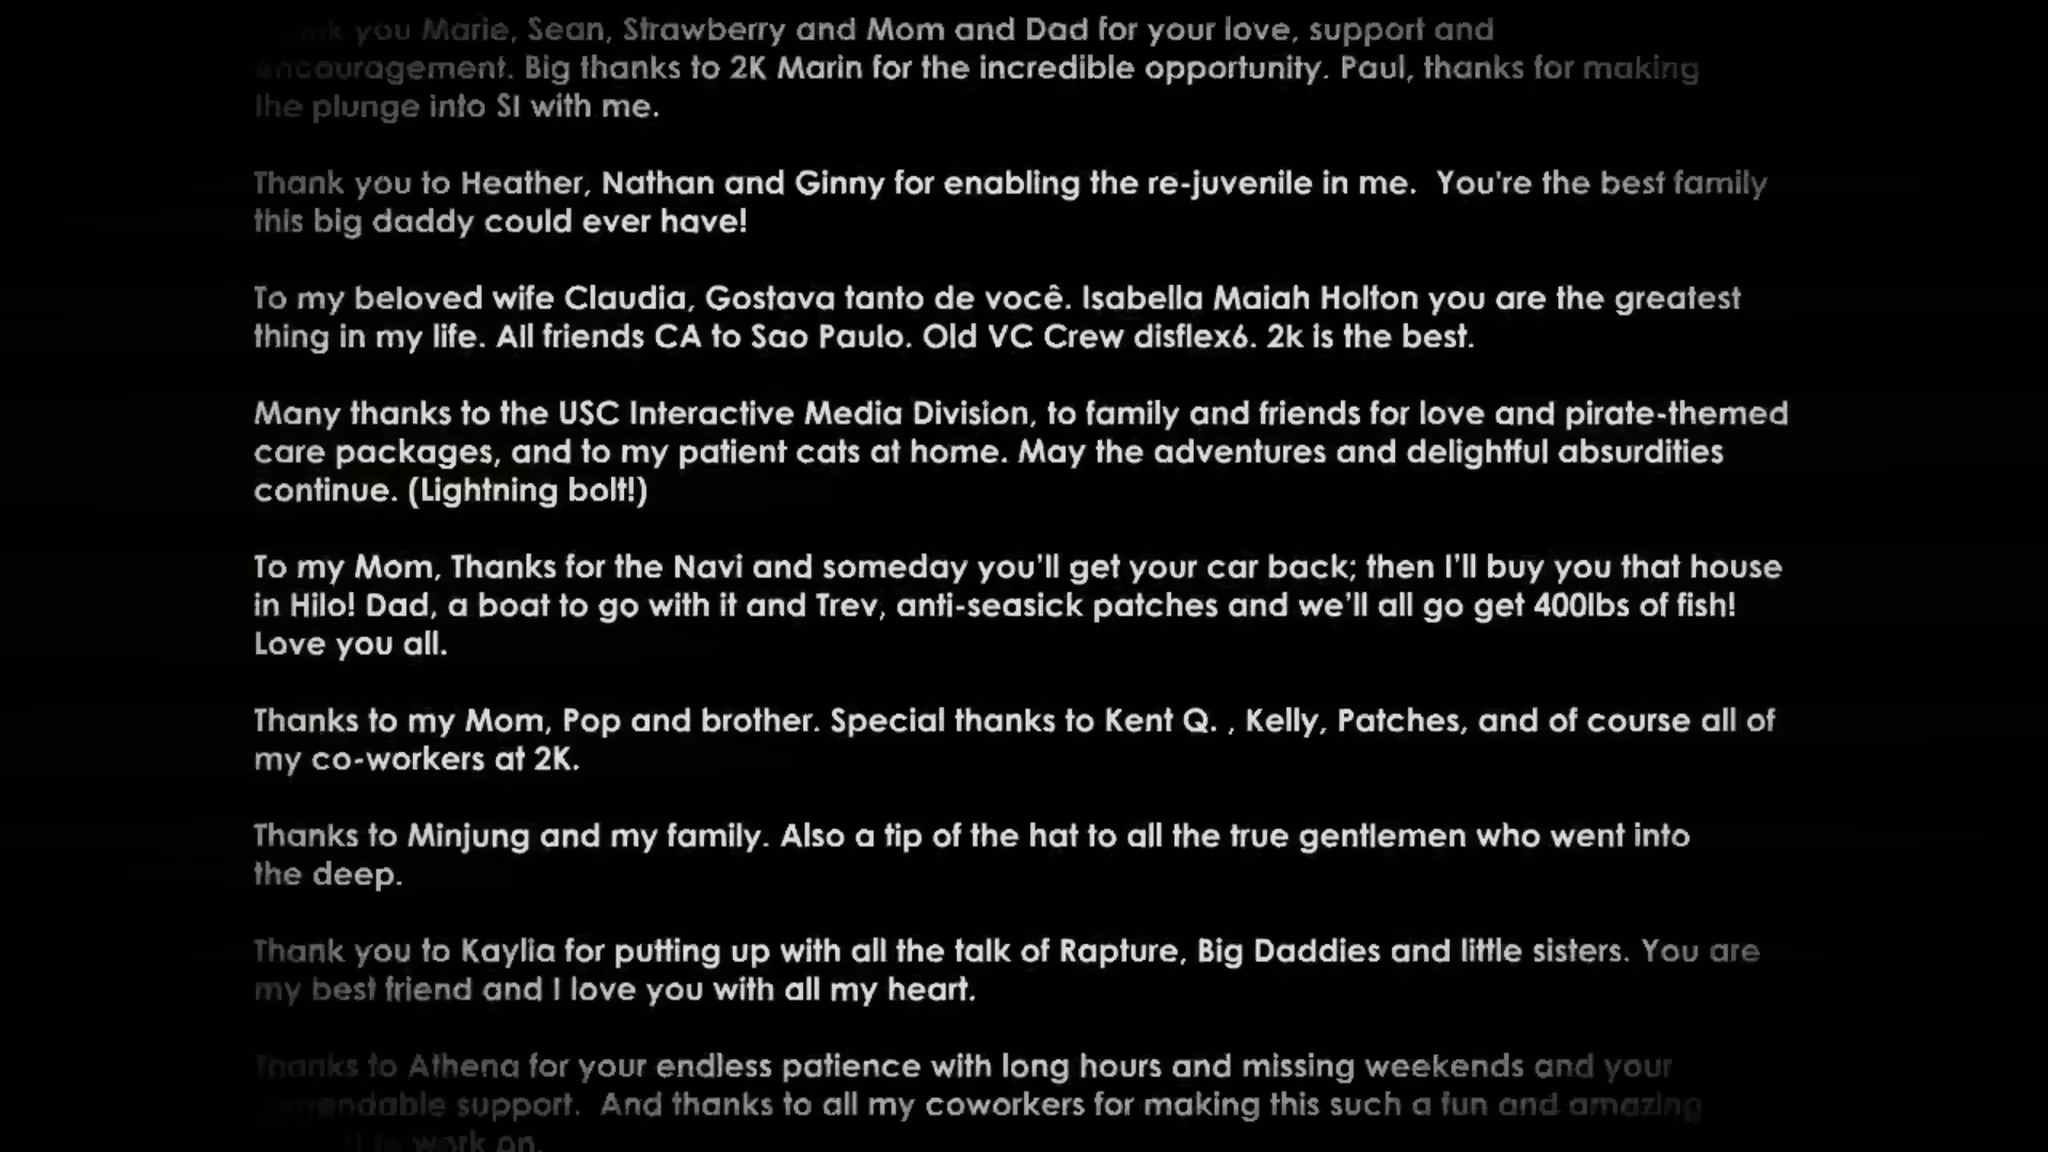 you Marie, Sean, Strawberry and Mom and Dad for your love, support and
encouragement. Big thanks to 2K Marin for the incredible opportunity. Paul, thanks for making
the plunge into SI with me.
Thank you to Heather, Nathan and Ginny for enabling the re-juvenile in me.  You're the best family
this big daddy could ever have!
To my beloved wife Claudia, Gostava tanto de você. Isabella Maiah Holton you are the greatest
thing in my life. All friends CA to Sao Paulo. Old VC Crew disflex6. 2k is the best.
Many thanks to the USC Interactive Media Division, to family and friends for love and pirate-themed
care packages, and to my patient cats at home. May the adventures and delightful absurdities
continue. (Lightning bolt!)
To my Mom, Thanks for the Navi and someday you’ll get your car back; then I’ll buy you that house
in Hilo! Dad, a boat to go with it and Trev, anti-seasick patches and we’ll all go get 400lbs of fish!
Love you all.
Thanks to my Mom, Pop and brother. Special thanks to Kent Q. , Kelly, Patches, and of course all of
my co-workers at 2K.
Thanks to Minjung and my family. Also a tip of the hat to all the true gentlemen who went into
the deep.
Thank you to Kaylia for putting up with all the talk of Rapture, Big Daddies and little sisters. You are
my best friend and I love you with all my heart.
Thanks to Athena for your endless patience with long hours and missing weekends and your
support.  And thanks to all my coworkers for making this such a fun and amazing
work on.